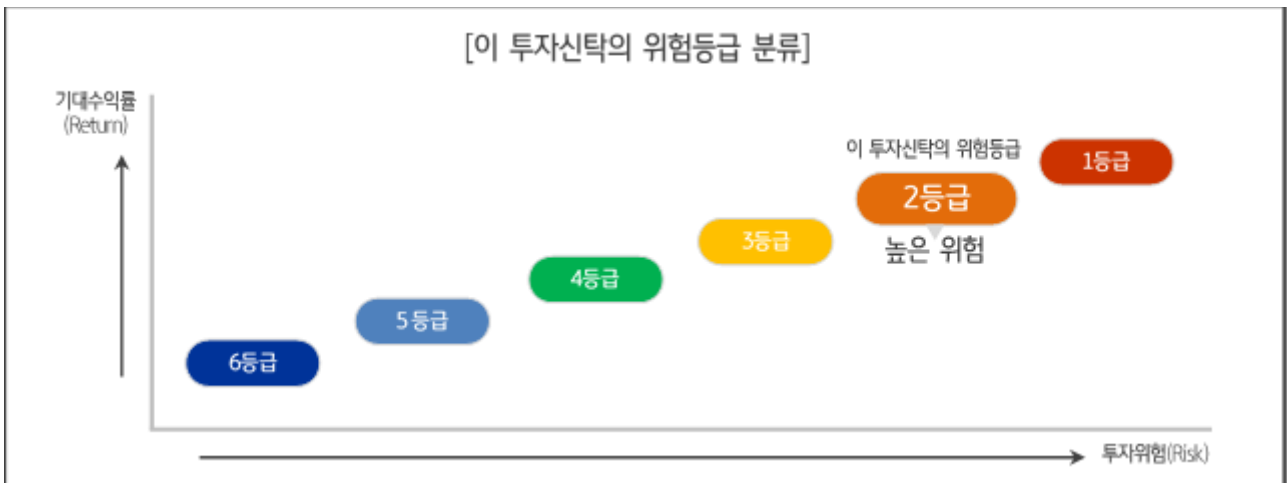 [이 투자신탁의 위험등급 분류]
기대수익률
(Return)
이 투자신탁의 위험등급
1등급
2등급
높은 위험
3등급
4등급
5등급
6등급
투자위험(Risk)